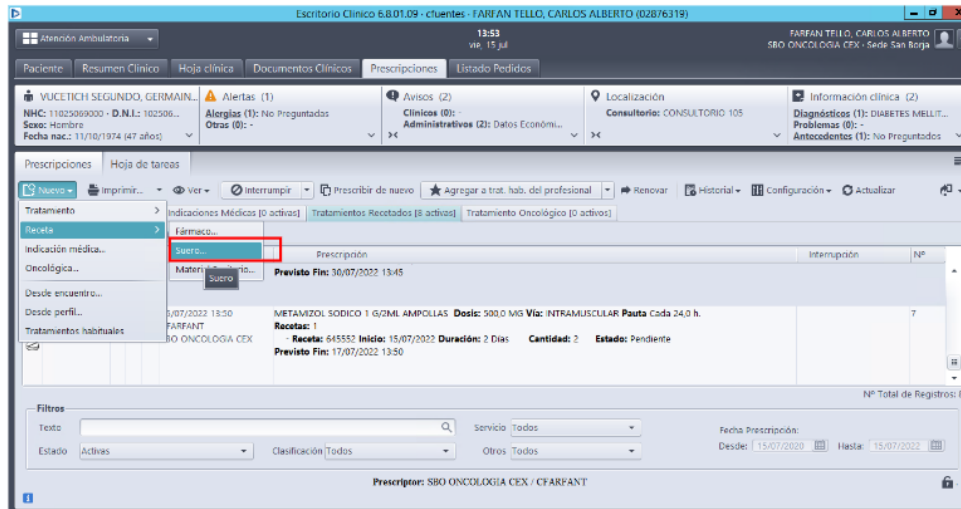 Escritorio Clinico 6.8.01.09 - cfuentes - FARFAN TELLO, CARLOS ALBERTO (02876319)
Atención Ambulatoria
13:53
vie, 15 jul
FARFAN TELLO, CARLOS ALBERTO
SBO ONCOLOGIA CEX - Sede San Borja
Paciente Resumen Clínico Hoja clínica Documentos Clínicos Prescripciones Listado Pedidos
VUCETICH SEGUNDO, GERMAIN...
NHC: 11025069000 - D.N.I.: 102506...
Sexo: Hombre
Fecha nac.: 11/10/1974 (47 años)
Alertas (1)
Alergias (1): No Preguntadas
Otras (0): -
Avisos (2)
Clínicos (0): -
Administrativos (2): Datos Económi...
Localización
Consultorio: CONSULTORIO 105
Información clínica (2)
Diagnósticos (1): DIABETES MELLIT...
Problemas (0): -
Antecedentes (1): No Preguntados
Prescripciones Hoja de tareas
Nuevo Imprimir... Ver Interrumpir Prescribir de nuevo Agregar a trat. hab. del profesional Renovar Historial Configuración Actualizar
Indicaciones Médicas [0 activas] Tratamientos Recetados [8 activas] Tratamiento Oncológico [0 activos]
Tratamiento
Receta
Indicación médica...
Oncológica...
Desde encuentro...
Desde perfil...
Tratamientos habituales
Fármaco...
Suero...
Suero
Prescripción Interrupción Nº
Previsto Fin: 30/07/2022 13:45
/07/2022 13:50
FARFANT
BO ONCOLOGIA CEX
METAMIZOL SODICO 1 G/2ML AMPOLLAS Dosis: 500,0 MG Vía: INTRAMUSCULAR Pauta Cada 24,0 h.
Recetas: 1
- Receta: 645552 Inicio: 15/07/2022 Duración: 2 Días Cantidad: 2 Estado: Pendiente
Previsto Fin: 17/07/2022 13:50
7
Nº Total de Registros:
Filtros
Texto Servicio Todos
Estado Activas Clasificación Todos Otros Todos
Fecha Prescripción:
Desde: 15/07/2020 Hasta: 15/07/2022
Prescriptor: SBO ONCOLOGIA CEX / CFARFANT